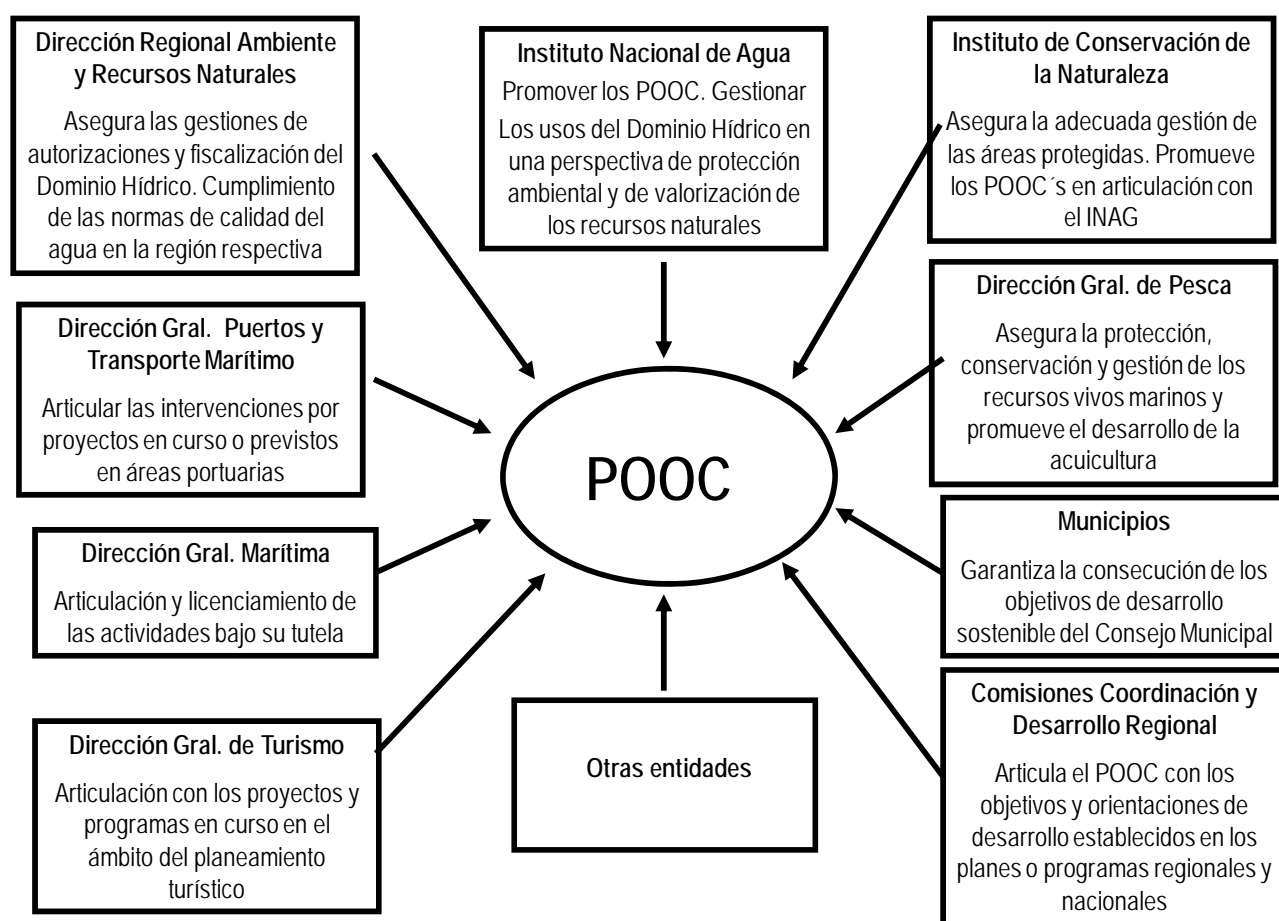 Dirección Regional Ambiente
y Recursos Naturales
Asegura las gestiones de
autorizaciones y fiscalización del
Dominio Hídrico. Cumplimiento
de las normas de calidad del
agua en la región respectiva
Instituto Nacional de Agua
Promover los POOC. Gestionar
Los usos del Dominio Hídrico en
una perspectiva de protección
ambiental y de valorización de
los recursos naturales
Instituto de Conservación de
la Naturaleza
Asegura la adecuada gestión de
las áreas protegidas. Promueve
los POOC´s en articulación con
el INAG
Dirección Gral. Puertos y
Transporte Marítimo
Articular las intervenciones por
proyectos en curso o previstos
en áreas portuarias
Dirección Gral. de Pesca
Asegura la protección,
conservación y gestión de los
recursos vivos marinos y
promueve el desarrollo de la
acuicultura
POOC
Dirección Gral. Marítima
Articulación y licenciamiento de
las actividades bajo su tutela
Municipios
Garantiza la consecución de los
objetivos de desarrollo
sostenible del Consejo Municipal
Dirección Gral. de Turismo
Articulación con los proyectos y
programas en curso en el
ámbito del planeamiento
turístico
Otras entidades
Comisiones Coordinación y
Desarrollo Regional
Articula el POOC con los
objetivos y orientaciones de
desarrollo establecidos en los
planes o programas regionales y
nacionales